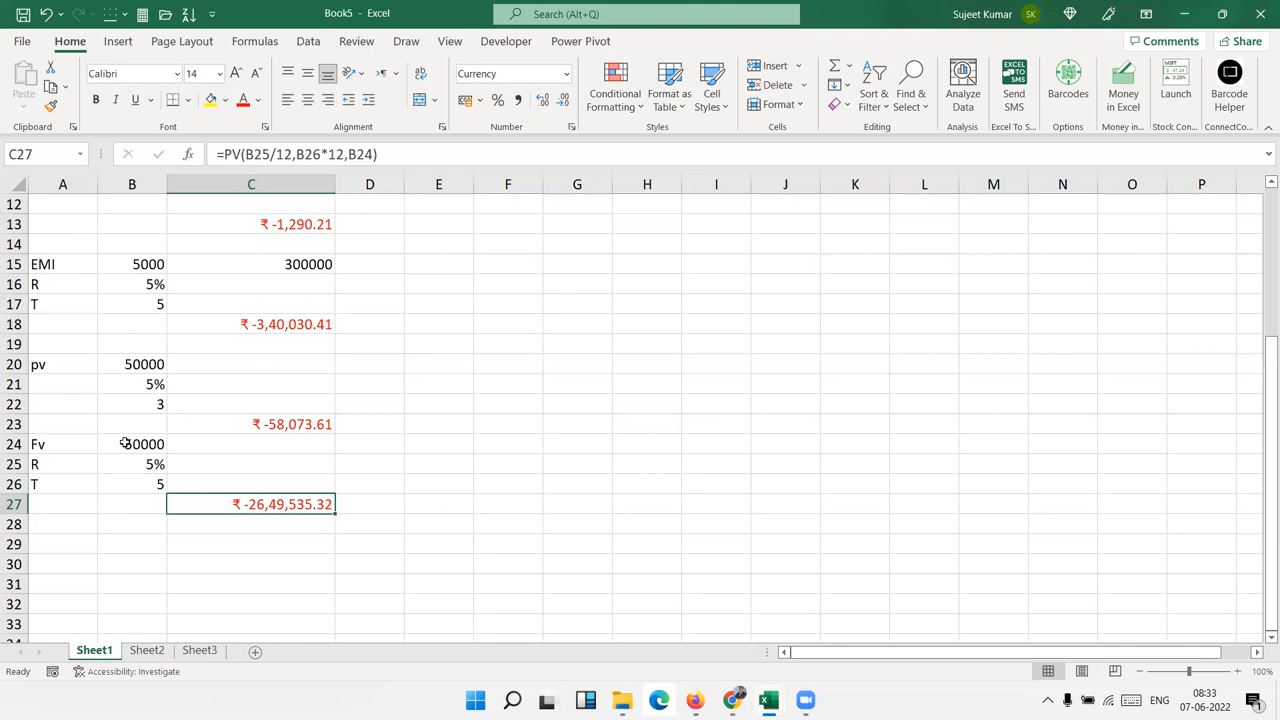 Book5 - Excel
Search (Alt+Q)
Sujeet Kumar
SK
File Home Insert Page Layout Formulas Data Review View Developer Power Pivot
Comments Share
Paste
Calibri 14
B I U
Currency
Conditional Formatting
Format as Table
Cell Styles
Insert
Delete
Format
Sort & Filter
Find & Select
Analyze Data
Send SMS
Barcodes
Money in Excel
Launch
Barcode Helper
Clipboard Font Alignment Number Styles Cells Editing Analysis Excel To S... Options Money in... Stock Con... ConnectCo...
C27 fx =PV(B25/12,B26*12,B24)
A B C D E F G H I J K L M N O P
12
13 ₹ -1,290.21
14
15 EMI 5000 300000
16 R 5%
17 T 5
18 ₹ -3,40,030.41
19
20 pv 50000
21 5%
22 3
23 ₹ -58,073.61
24 Fv 50000
25 R 5%
26 T 5
27 ₹ -26,49,535.32
28
29
30
31
32
33
Sheet1 Sheet2 Sheet3
Ready Accessibility: Investigate 100%
ENG
08:33
07-06-2022